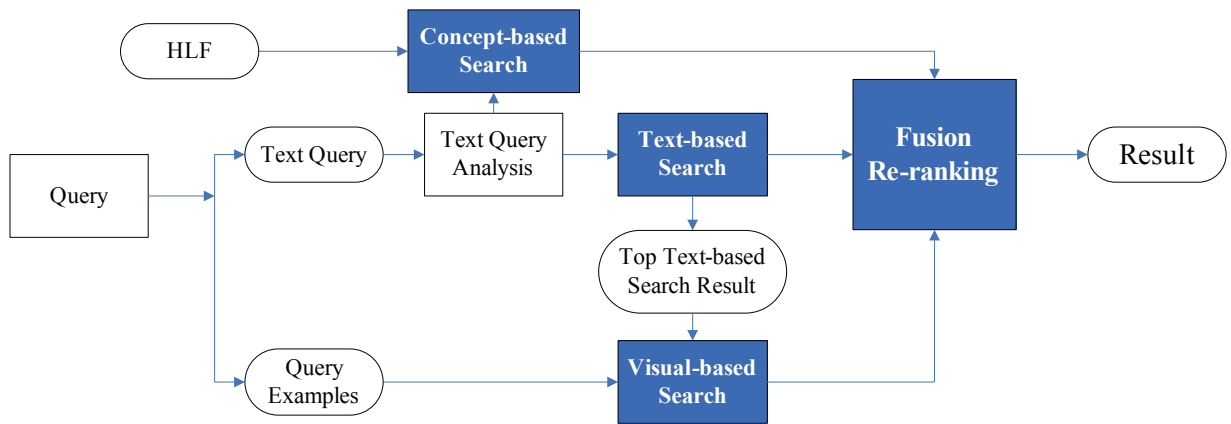 HLF
Concept-based
Search
Query
Text Query
Text Query
Analysis
Text-based
Search
Fusion
Re-ranking
Result
Top Text-based
Search Result
Query
Examples
Visual-based
Search